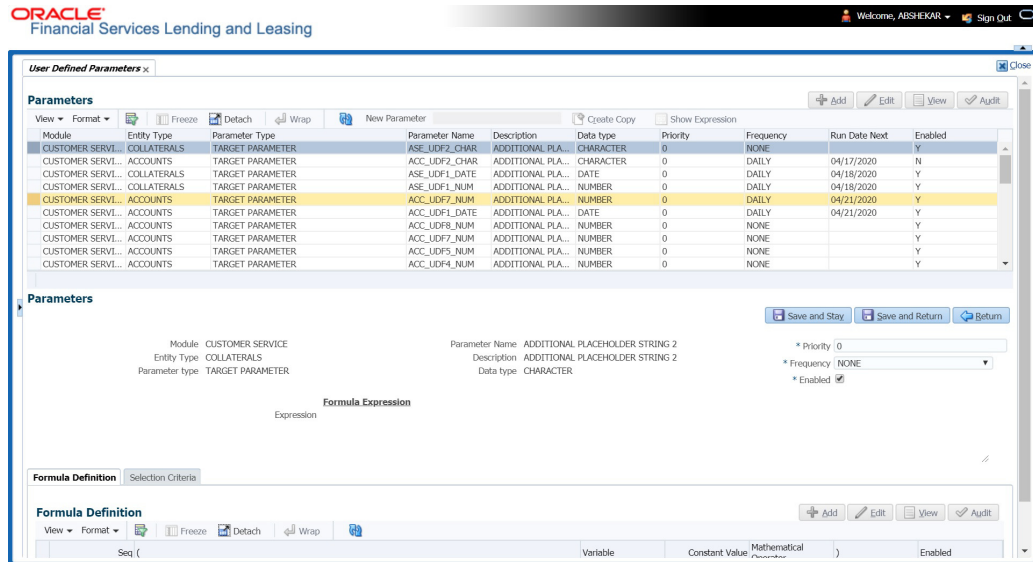 ORACLE
Financial Services Lending and Leasing
Welcome, ABSHEKAR Sign Out
User Defined Parameters x
Close
Parameters
Add Edit View Audit
View Format Freeze Detach Wrap New Parameter Create Copy Show Expression
Module Entity Type Parameter Type Parameter Name Description Data type Priority Frequency Run Date Next Enabled
CUSTOMER SERVI... COLLATERALS TARGET PARAMETER ASE_UDF2_CHAR ADDITIONAL PLA... CHARACTER 0 NONE Y
CUSTOMER SERVI... ACCOUNTS TARGET PARAMETER ACC_UDF2_CHAR ADDITIONAL PLA... CHARACTER 0 DAILY 04/17/2020 N
CUSTOMER SERVI... COLLATERALS TARGET PARAMETER ASE_UDF1_DATE ADDITIONAL PLA... DATE 0 DAILY 04/18/2020 Y
CUSTOMER SERVI... COLLATERALS TARGET PARAMETER ASE_UDF1_NUM ADDITIONAL PLA... NUMBER 0 DAILY 04/18/2020 Y
CUSTOMER SERVI... ACCOUNTS TARGET PARAMETER ACC_UDF7_NUM ADDITIONAL PLA... NUMBER 0 DAILY 04/21/2020 Y
CUSTOMER SERVI... ACCOUNTS TARGET PARAMETER ACC_UDF1_DATE ADDITIONAL PLA... DATE 0 DAILY 04/21/2020 Y
CUSTOMER SERVI... ACCOUNTS TARGET PARAMETER ACC_UDF8_NUM ADDITIONAL PLA... NUMBER 0 NONE Y
CUSTOMER SERVI... ACCOUNTS TARGET PARAMETER ACC_UDF7_NUM ADDITIONAL PLA... NUMBER 0 NONE Y
CUSTOMER SERVI... ACCOUNTS TARGET PARAMETER ACC_UDF5_NUM ADDITIONAL PLA... NUMBER 0 NONE Y
CUSTOMER SERVI... ACCOUNTS TARGET PARAMETER ACC_UDF4_NUM ADDITIONAL PLA... NUMBER 0 NONE Y
Parameters
Save and Stay Save and Return Return
Module CUSTOMER SERVICE Parameter Name ADDITIONAL PLACEHOLDER STRING 2 * Priority 0
Entity Type COLLATERALS Description ADDITIONAL PLACEHOLDER STRING 2 * Frequency NONE
Parameter type TARGET PARAMETER Data type CHARACTER * Enabled
Formula Expression
Expression
Formula Definition Selection Criteria
Formula Definition
Add Edit View Audit
View Format Freeze Detach Wrap
Seq ( Variable Constant Value Mathematical Operator ) Enabled